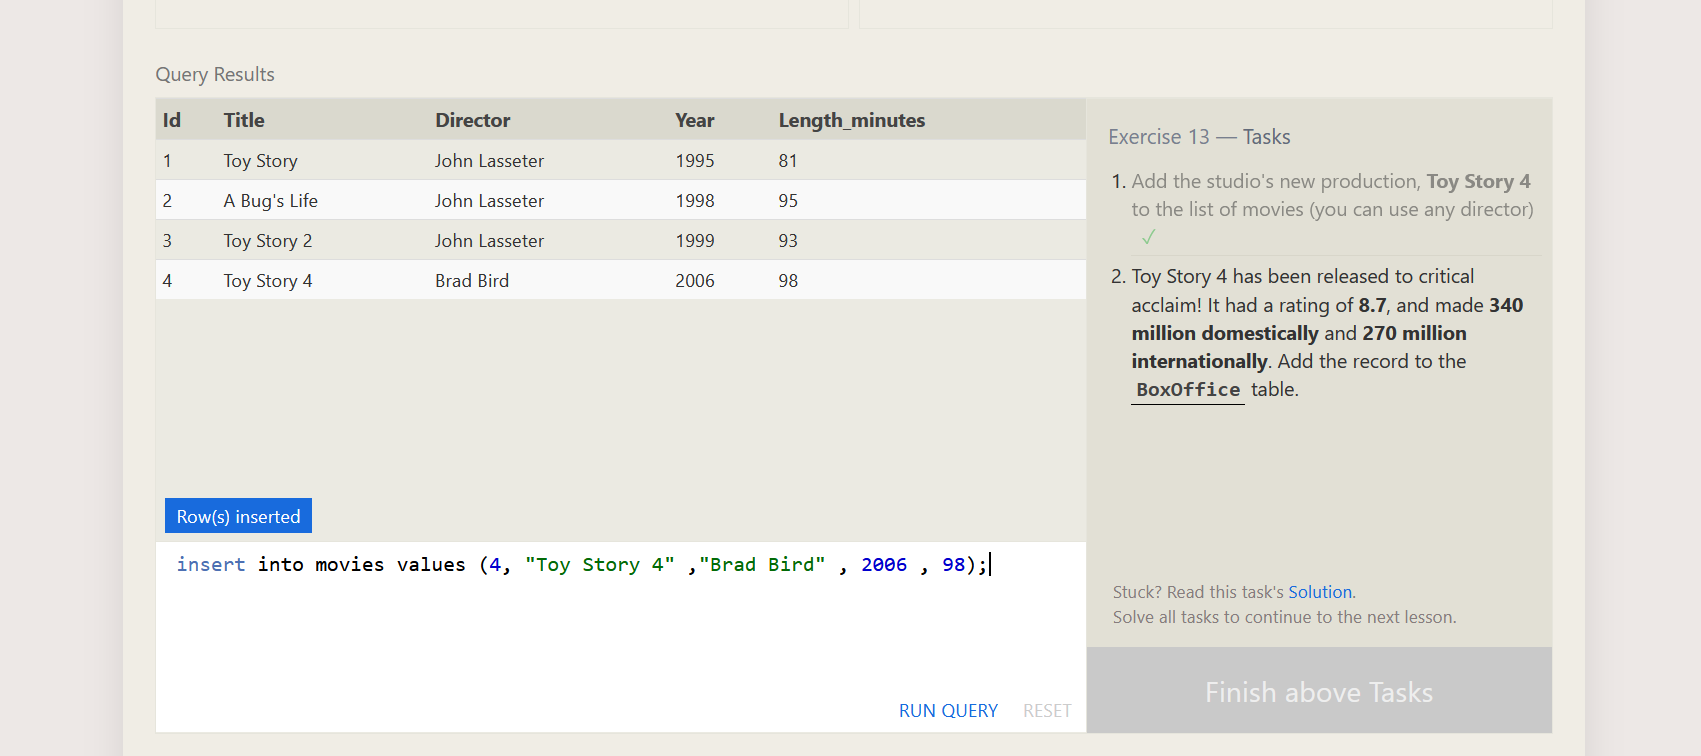 Query Results
Id Title Director Year Length_minutes
1 Toy Story John Lasseter 1995 81
2 A Bug's Life John Lasseter 1998 95
3 Toy Story 2 John Lasseter 1999 93
4 Toy Story 4 Brad Bird 2006 98
Row(s) inserted
insert into movies values (4, "Toy Story 4" ,"Brad Bird" , 2006 , 98);
RUN QUERY RESET
Exercise 13 — Tasks
1. Add the studio's new production, Toy Story 4
to the list of movies (you can use any director)
✓
2. Toy Story 4 has been released to critical
acclaim! It had a rating of 8.7, and made 340
million domestically and 270 million
internationally. Add the record to the
BoxOffice table.
Stuck? Read this task's Solution.
Solve all tasks to continue to the next lesson.
Finish above Tasks